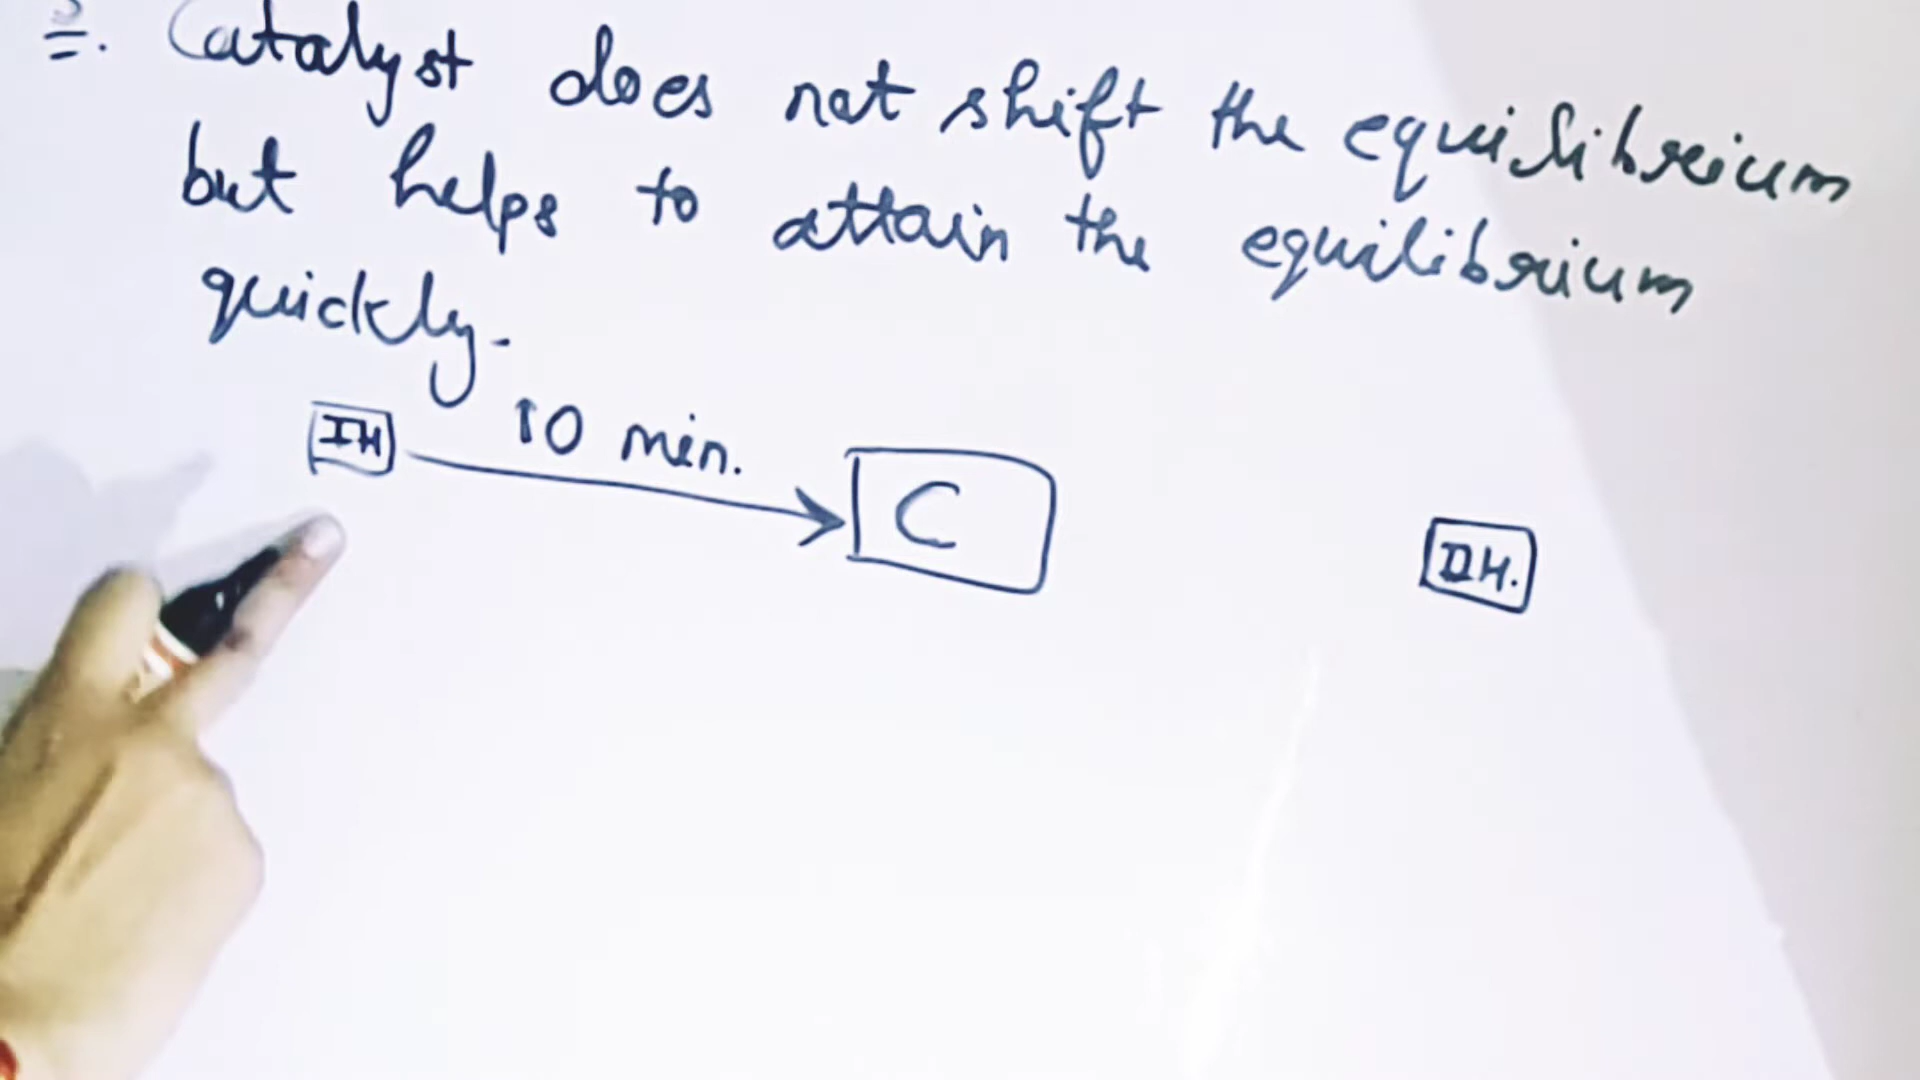 Catalyst does not shift the equilibrium
but helps to attain the equilibrium
quickly.
10 min.
IH
C
IIH.